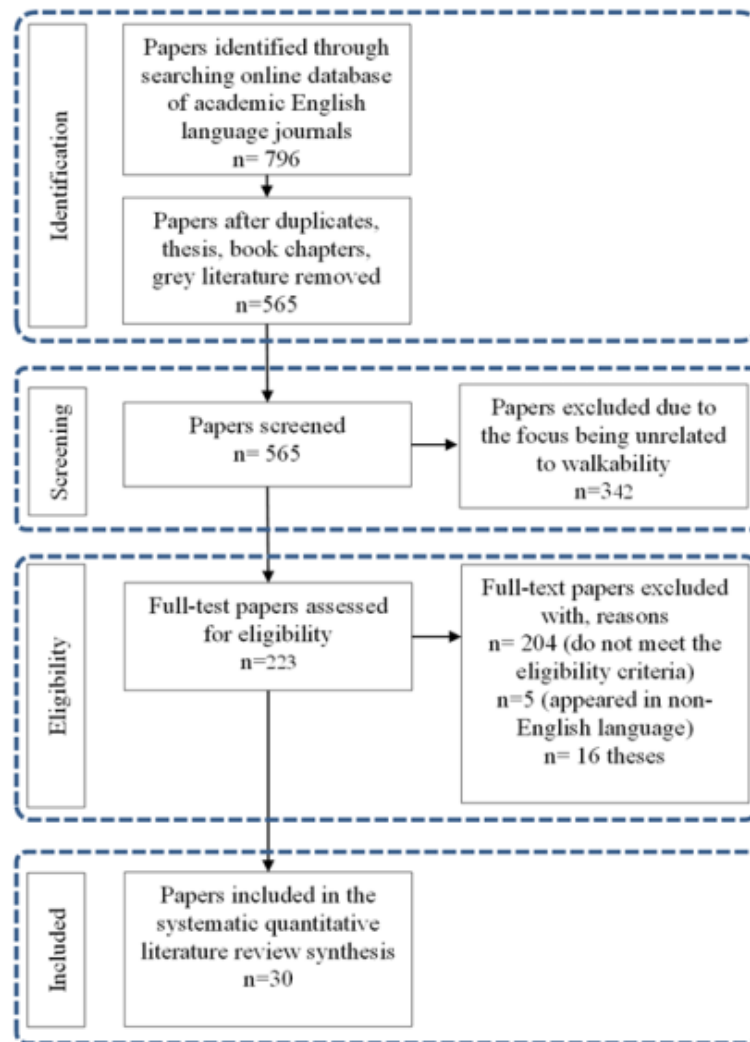 Identification
Papers identified through
searching online database
of academic English
language journals
n= 796
Papers after duplicates,
thesis, book chapters,
grey literature removed
n=565
Screening
Papers screened
n= 565
Papers excluded due to
the focus being unrelated
to walkability
n=342
Eligibility
Full-test papers assessed
for eligibility
n=223
Full-text papers excluded
with, reasons
n= 204 (do not meet the
eligibility criteria)
n=5 (appeared in non-
English language)
n= 16 theses
Included
Papers included in the
systematic quantitative
literature review synthesis
n=30